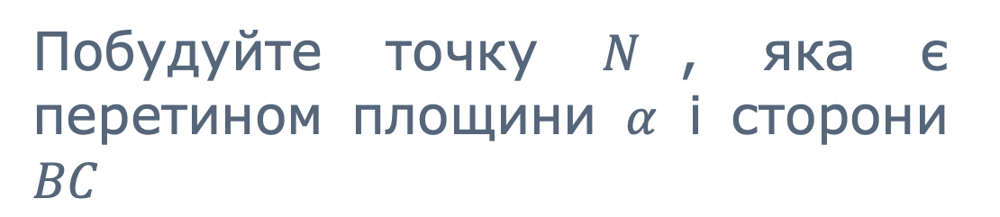 Побудуйте точку N , яка є
перетином площини α і сторони
BC